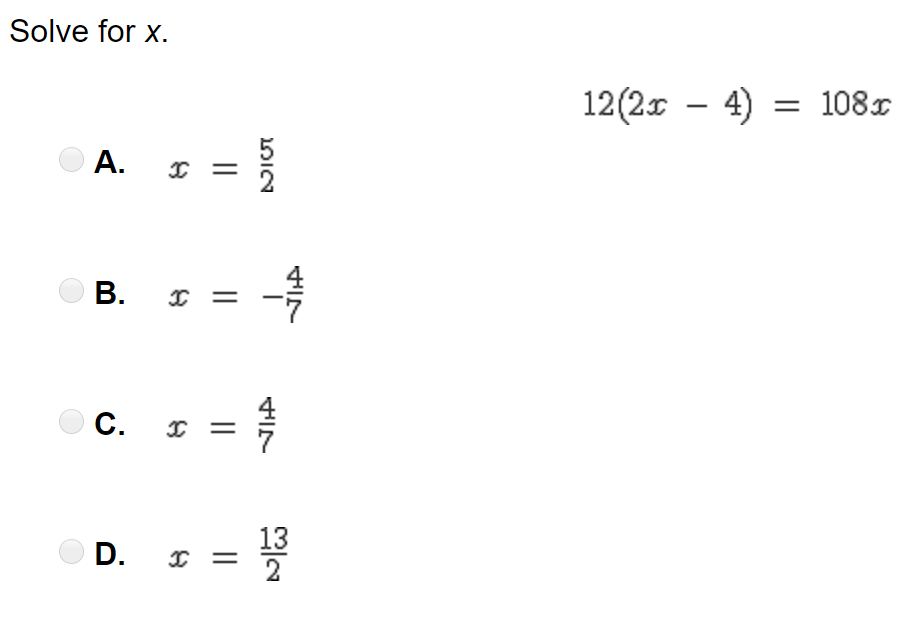 Solve for x.
12(2x − 4) = 108x
A. x = 5/2
B. x = −4/7
C. x = 4/7
D. x = 13/2